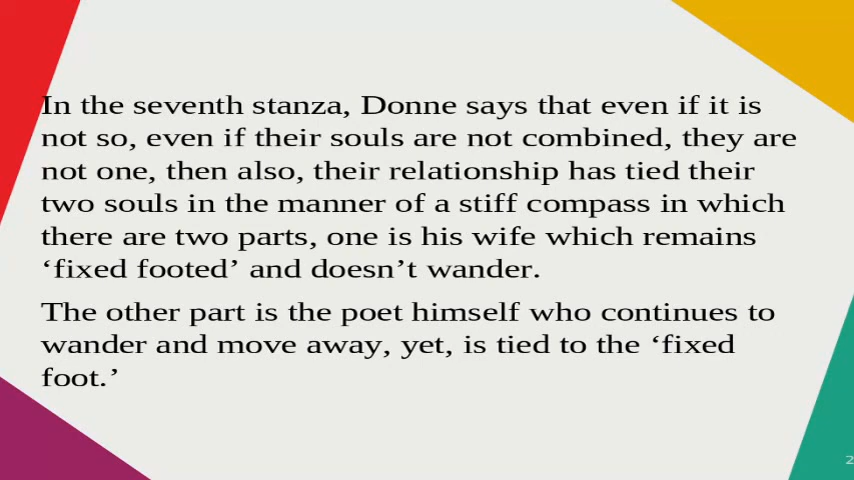 In the seventh stanza, Donne says that even if it is
not so, even if their souls are not combined, they are
not one, then also, their relationship has tied their
two souls in the manner of a stiff compass in which
there are two parts, one is his wife which remains
‘fixed footed’ and doesn’t wander.
The other part is the poet himself who continues to
wander and move away, yet, is tied to the ‘fixed
foot.’